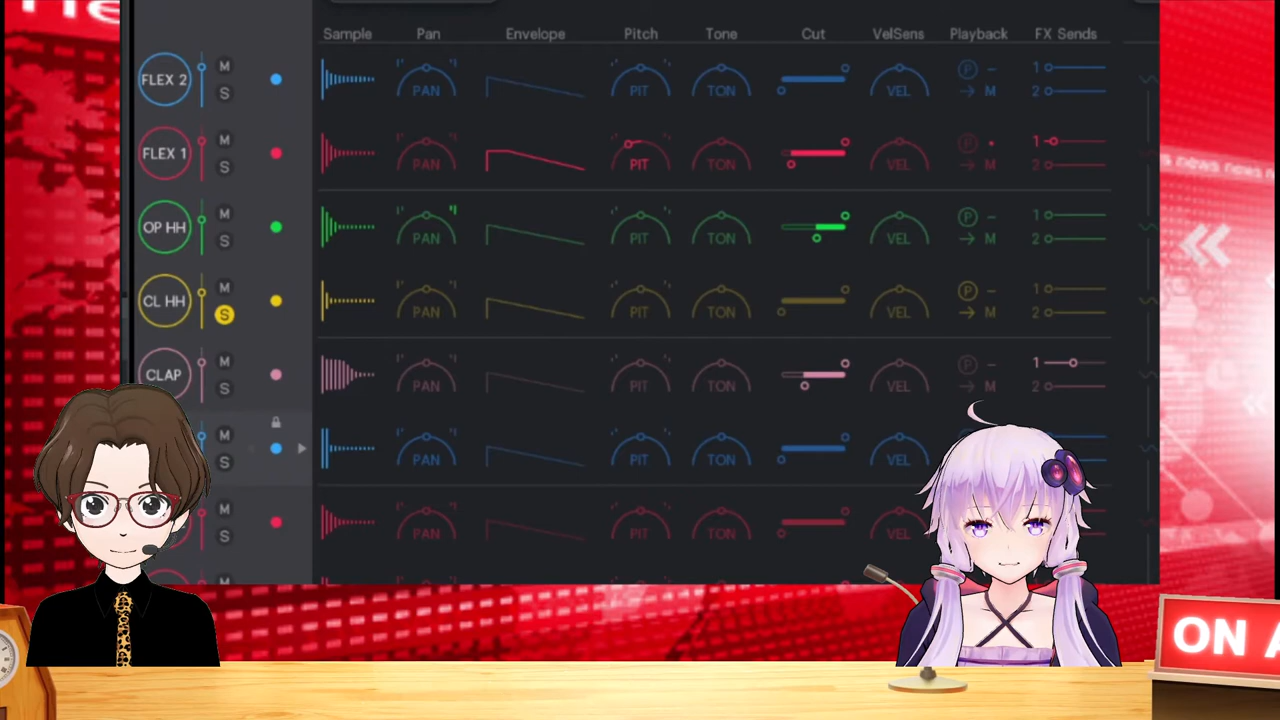 Sample Pan Envelope Pitch Tone Cut VelSens Playback FX Sends
FLEX 2 M S PAN PIT TON VEL P M 1 2
FLEX 1 M S PAN PIT TON VEL P M 1 2
OP HH M S PAN PIT TON VEL P M 1 2
CL HH M S PAN PIT TON VEL P M 1 2
CLAP M S PAN PIT TON VEL P M 1 2
M S PAN PIT TON VEL
M S PAN PIT TON VEL
M
news news
ON A